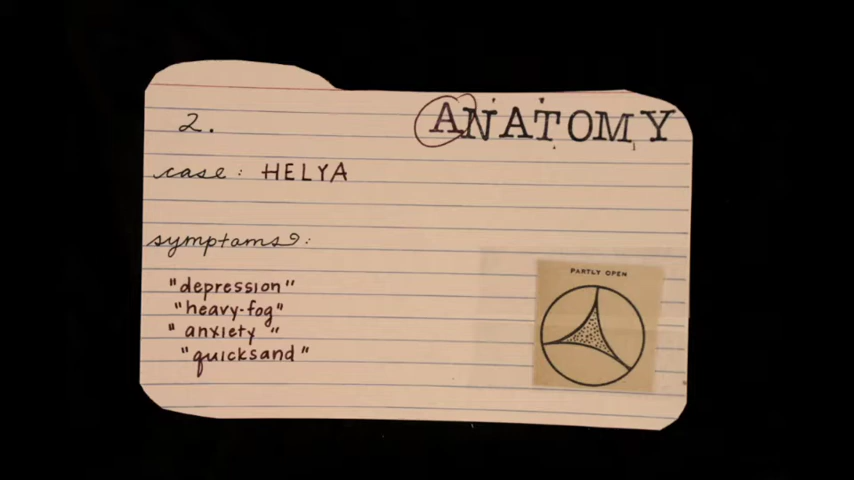 ANATOMY
2.
case: HELYA
symptoms:
"depression"
"heavy-fog"
"anxiety"
"quicksand"
PARTLY OPEN